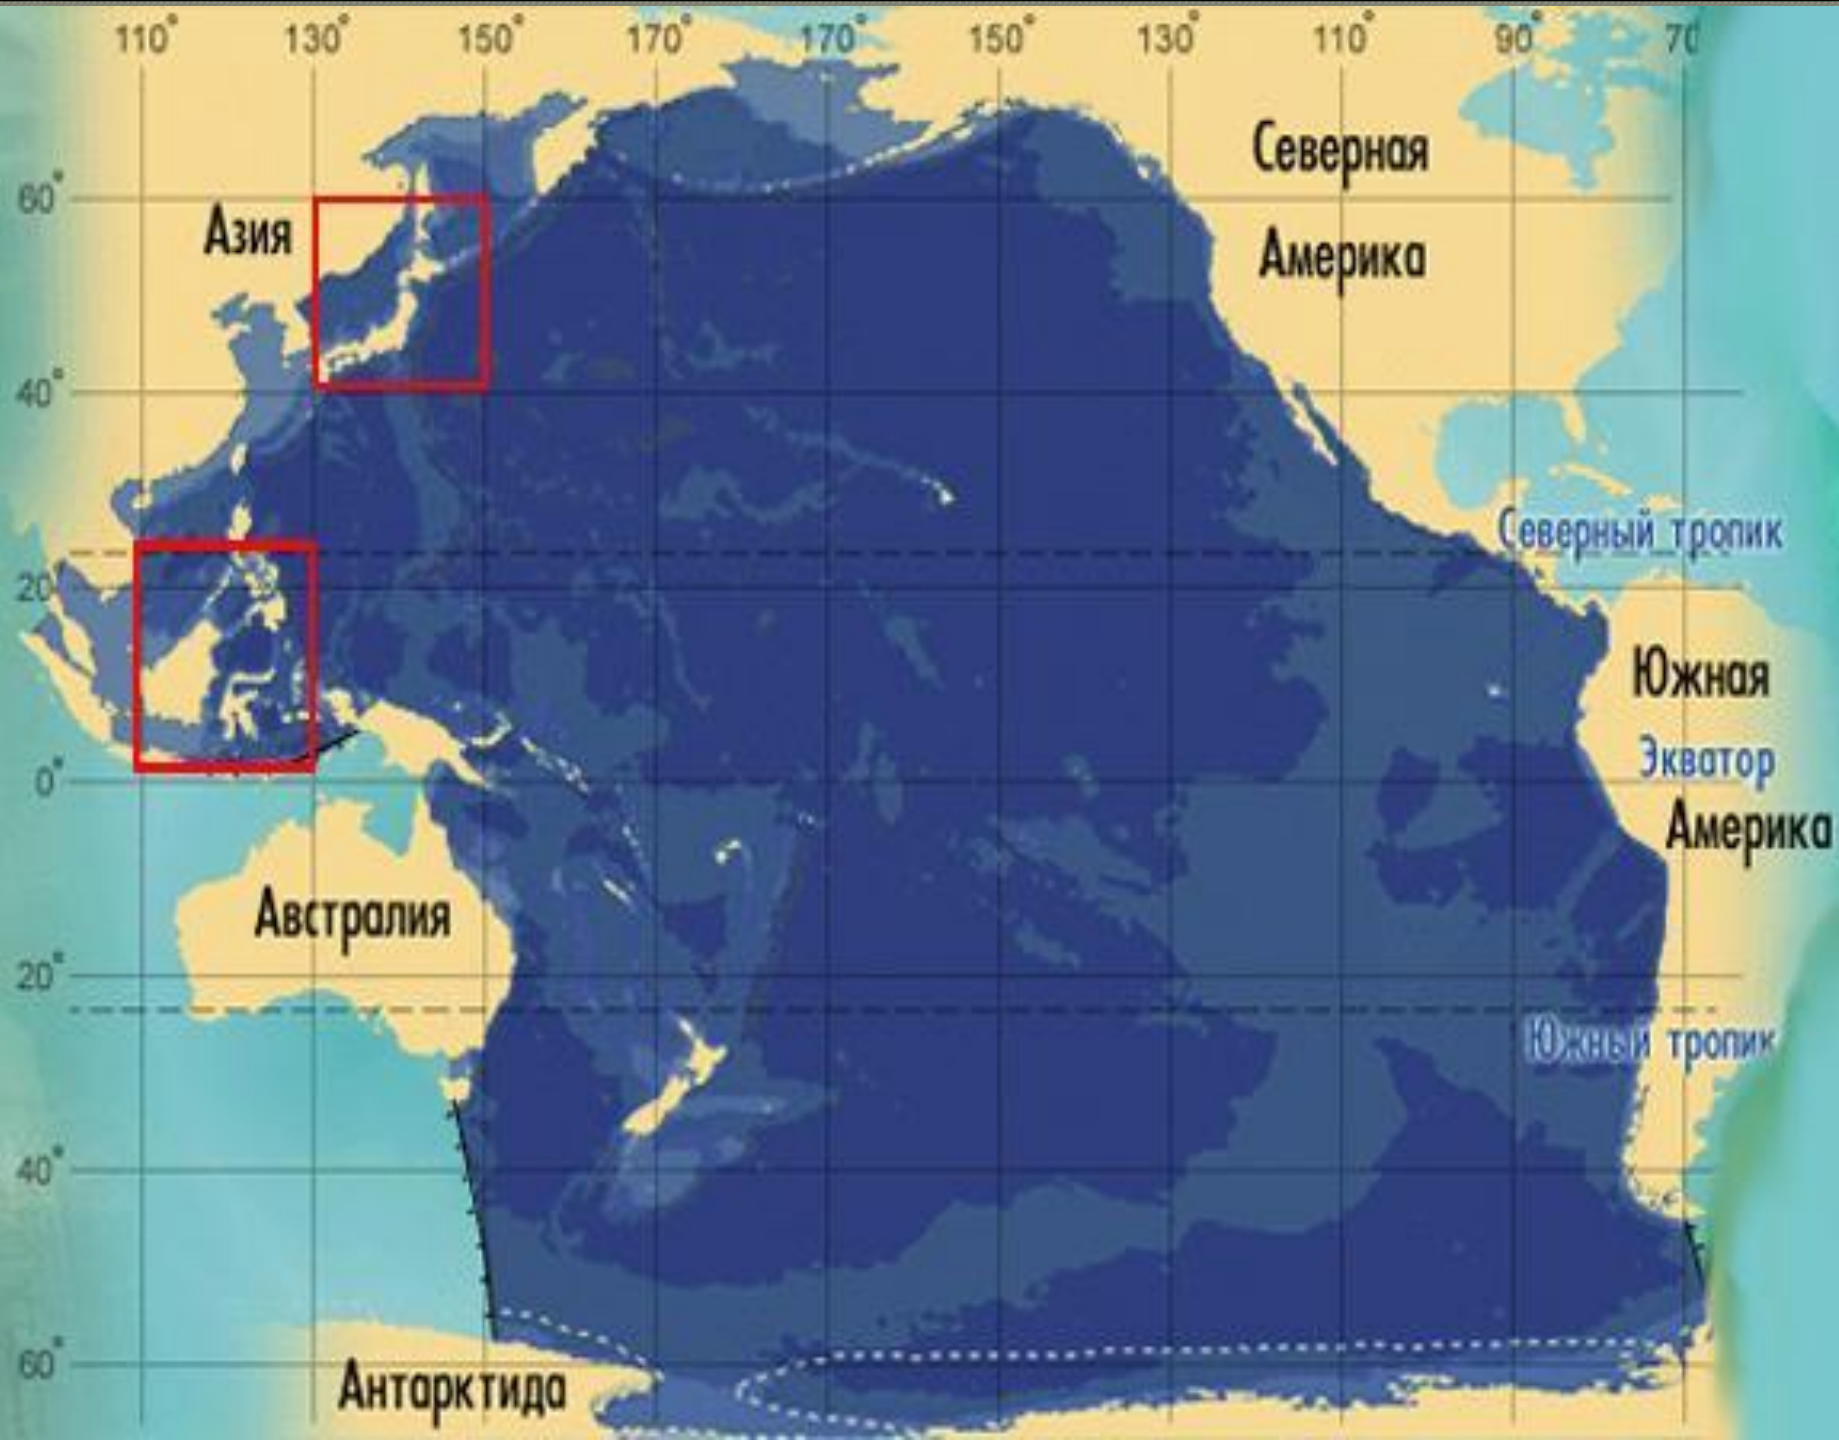 110° 130° 150° 170° 170° 150° 130° 110° 90° 70
Северная
60°
Азия
Америка
40°
Северный тропик
20
Южная
0°
Экватор
Америка
Австралия
20°
Южный тропик
40°
60°
Антарктида